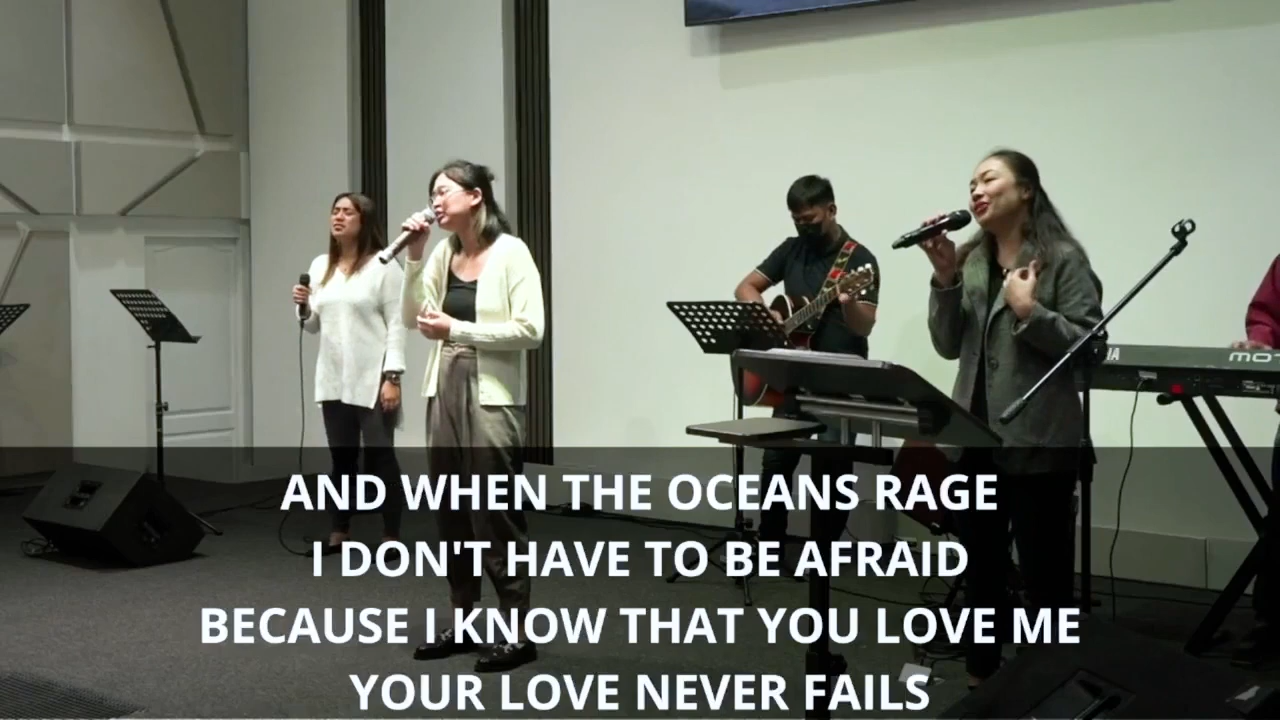 AND WHEN THE OCEANS RAGE
I DON'T HAVE TO BE AFRAID
BECAUSE I KNOW THAT YOU LOVE ME
YOUR LOVE NEVER FAILS